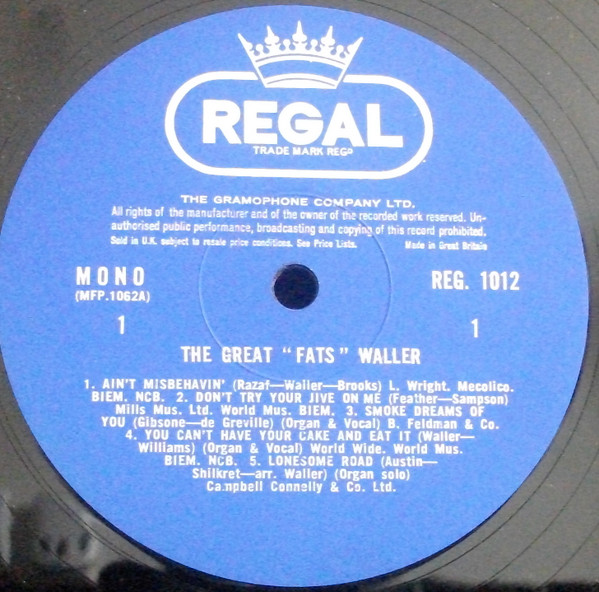 REGAL
TRADE MARK REGD
THE GRAMOPHONE COMPANY LTD.
All rights of the manufacturer and of the owner of the recorded work reserved. Un-
authorised public performance, broadcasting and copying of this record prohibited.
Sold in U.K. subject to resale price conditions. See Price Lists. Made in Great Britain
MONO REG. 1012
(MFP.1062A)
1 1
THE GREAT "FATS" WALLER
1. AIN'T MISBEHAVIN' (Razaf—Waller—Brooks) L. Wright. Mecolico.
BIEM. NCB. 2. DON'T TRY YOUR JIVE ON ME (Feather—Sampson)
Mills Mus. Ltd. World Mus. BIEM. 3. SMOKE DREAMS OF
YOU (Gibsone—de Greville) (Organ & Vocal) B. Feldman & Co.
4. YOU CAN'T HAVE YOUR CAKE AND EAT IT (Waller—
Williams) (Organ & Vocal) World Wide. World Mus.
BIEM. NCB. 5. LONESOME ROAD (Austin—
Shilkret—arr. Waller) (Organ solo)
Campbell Connelly & Co. Ltd.